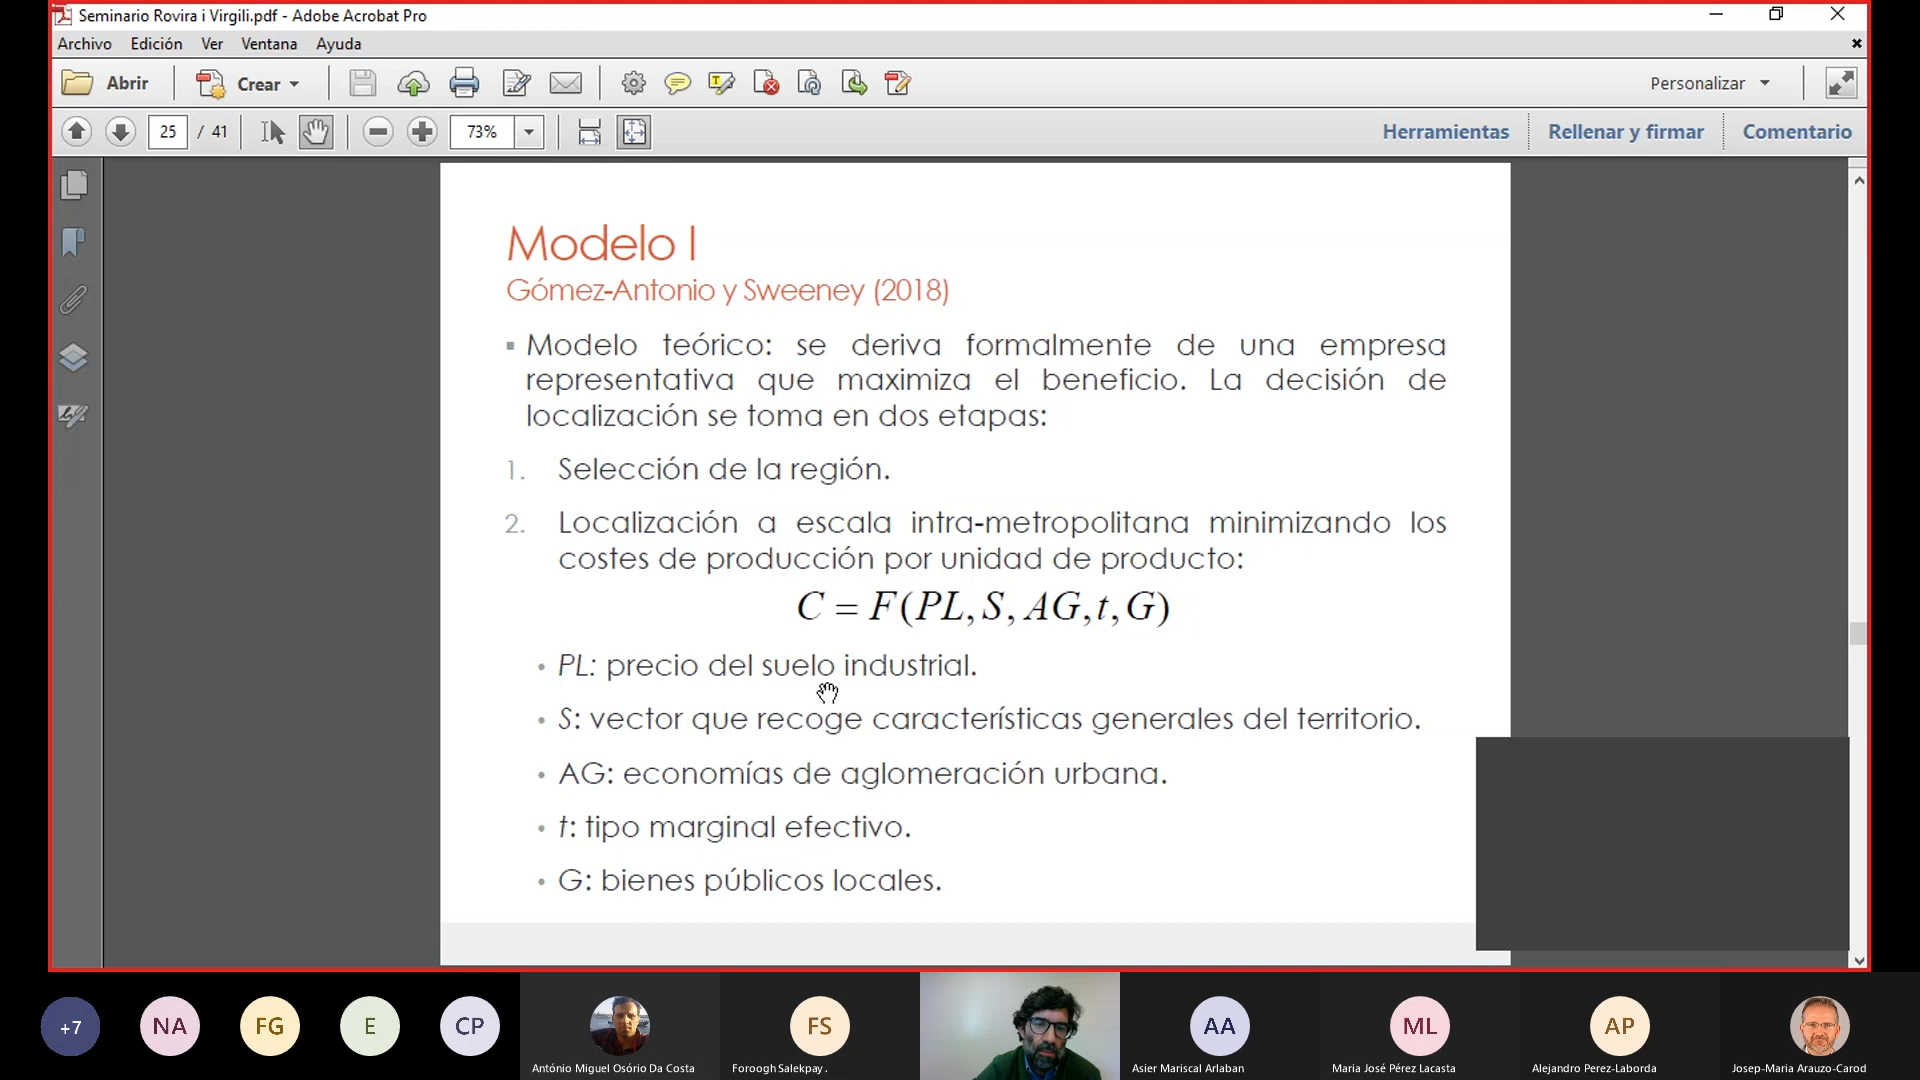 Seminario Rovira i Virgili.pdf - Adobe Acrobat Pro
Archivo Edición Ver Ventana Ayuda
Abrir Crear Personalizar
25 / 41 73% Herramientas Rellenar y firmar Comentario
Modelo I
Gómez-Antonio y Sweeney (2018)
Modelo teórico: se deriva formalmente de una empresa
representativa que maximiza el beneficio. La decisión de
localización se toma en dos etapas:
1. Selección de la región.
2. Localización a escala intra-metropolitana minimizando los
costes de producción por unidad de producto:
C = F(PL, S, AG, t, G)
• PL: precio del suelo industrial.
• S: vector que recoge características generales del territorio.
• AG: economías de aglomeración urbana.
• t: tipo marginal efectivo.
• G: bienes públicos locales.
+7 NA FG E CP FS AA ML AP
António Miguel Osório Da Costa Foroogh Salekpay . Asier Mariscal Arlaban Maria José Pérez Lacasta Alejandro Perez-Laborda Josep-Maria Arauzo-Carod